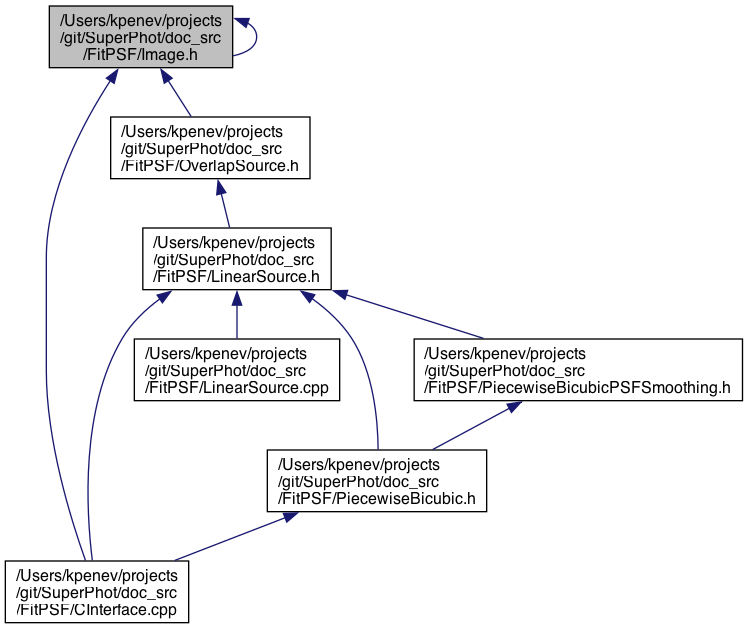 /Users/kpenev/projects
/git/SuperPhot/doc_src
/FitPSF/Image.h
/Users/kpenev/projects
/git/SuperPhot/doc_src
/FitPSF/OverlapSource.h
/Users/kpenev/projects
/git/SuperPhot/doc_src
/FitPSF/LinearSource.h
/Users/kpenev/projects
/git/SuperPhot/doc_src
/FitPSF/LinearSource.cpp
/Users/kpenev/projects
/git/SuperPhot/doc_src
/FitPSF/PiecewiseBicubicPSFSmoothing.h
/Users/kpenev/projects
/git/SuperPhot/doc_src
/FitPSF/PiecewiseBicubic.h
/Users/kpenev/projects
/git/SuperPhot/doc_src
/FitPSF/CInterface.cpp